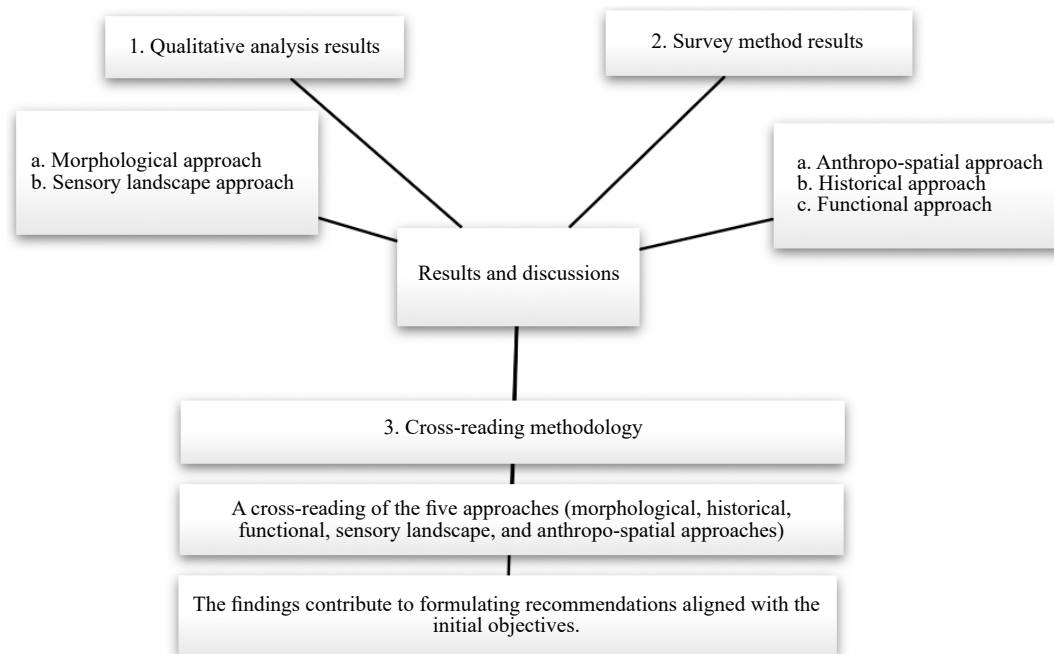 1. Qualitative analysis results
2. Survey method results
a. Morphological approach
b. Sensory landscape approach
a. Anthropo-spatial approach
b. Historical approach
c. Functional approach
Results and discussions
3. Cross-reading methodology
A cross-reading of the five approaches (morphological, historical,
functional, sensory landscape, and anthropo-spatial approaches)
The findings contribute to formulating recommendations aligned with the
initial objectives.